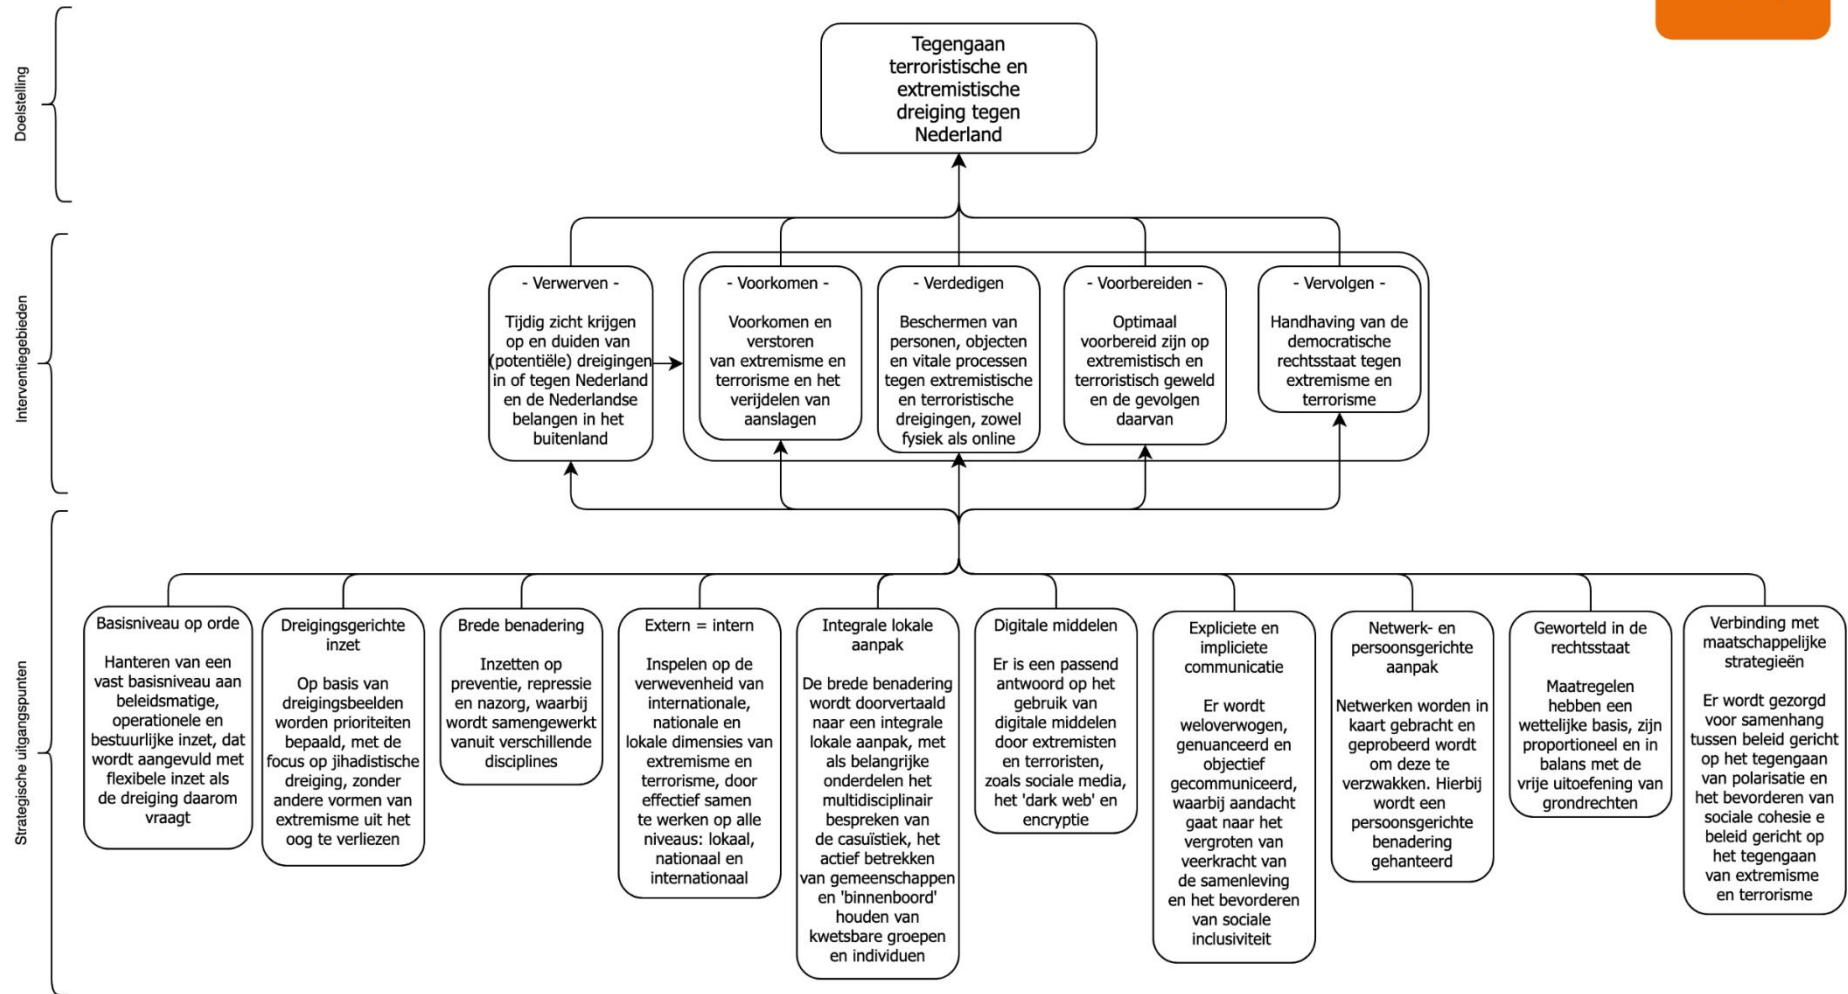 Doelstelling
Tegengaan
terroristische en
extremistische
dreiging tegen
Nederland
Interventiegebieden
- Verwerven -
Tijdig zicht krijgen
op en duiden van
(potentiële) dreigingen
in of tegen Nederland
en de Nederlandse
belangen in het
buitenland
- Voorkomen -
Voorkomen en
verstoren
van extremisme en
terrorisme en het
verijdelen van
aanslagen
- Verdedigen
Beschermen van
personen, objecten
en vitale processen
tegen extremistische
en terroristische
dreigingen, zowel
fysiek als online
- Voorbereiden -
Optimaal
voorbereid zijn op
extremistisch en
terroristisch geweld
en de gevolgen
daarvan
- Vervolgen -
Handhaving van de
democratische
rechtsstaat tegen
extremisme en
terrorisme
Strategische uitgangspunten
Basisniveau op orde
Hanteren van een
vast basisniveau aan
beleidsmatige,
operationele en
bestuurlijke inzet, dat
wordt aangevuld met
flexibele inzet als
de dreiging daarom
vraagt
Dreigingsgerichte
inzet
Op basis van
dreigingsbeelden
worden prioriteiten
bepaald, met de
focus op jihadistische
dreiging, zonder
andere vormen van
extremisme uit het
oog te verliezen
Brede benadering
Inzetten op
preventie, repressie
en nazorg, waarbij
wordt samengewerkt
vanuit verschillende
disciplines
Extern = intern
Inspelen op de
verwevenheid van
internationale,
nationale en
lokale dimensies van
extremisme en
terrorisme, door
effectief samen
te werken op alle
niveaus: lokaal,
nationaal en
internationaal
Integrale lokale
aanpak
De brede benadering
wordt doorvertaald
naar een integrale
lokale aanpak, met
als belangrijke
onderdelen het
multidisciplinair
bespreken van
de casuïstiek, het
actief betrekken
van gemeenschappen
en 'binnenboord'
houden van
kwetsbare groepen
en individuen
Digitale middelen
Er is een passend
antwoord op het
gebruik van
digitale middelen
door extremisten
en terroristen,
zoals sociale media,
het 'dark web' en
encryptie
Expliciete en
impliciete
communicatie
Er wordt
weloverwogen,
genuanceerd en
objectief
gecommuniceerd,
waarbij aandacht
gaat naar het
vergroten van
veerkracht van
de samenleving
en het bevorderen
van sociale
inclusiviteit
Netwerk- en
persoonsgerichte
aanpak
Netwerken worden in
kaart gebracht en
geprobeerd wordt
om deze te
verzwakken. Hierbij
wordt een
persoonsgerichte
benadering
gehanteerd
Geworteld in de
rechtsstaat
Maatregelen
hebben een
wettelijke basis, zijn
proportioneel en in
balans met de
vrije uitoefening van
grondrechten
Verbinding met
maatschappelijke
strategieën
Er wordt gezorgd
voor samenhang
tussen beleid gericht
op het tegengaan
van polarisatie en
het bevorderen van
sociale cohesie e
beleid gericht op
het tegengaan
van extremisme
en terrorisme